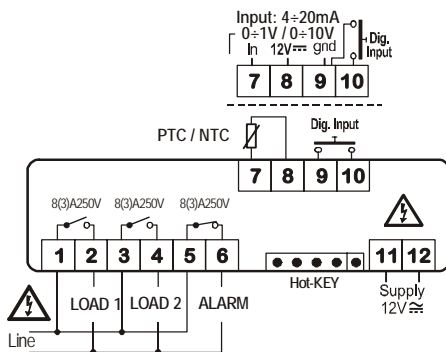 Input: 4÷20mA
0÷1V / 0÷10V
In 12V⎓ gnd
Dig.
Input
7 8 9 10
PTC / NTC
Dig. Input
7 8 9 10
8(3)A250V 8(3)A250V 8(3)A250V
1 2 3 4 5 6
11 12
Hot-KEY
LOAD 1 LOAD 2 ALARM
Supply
12V≂
Line